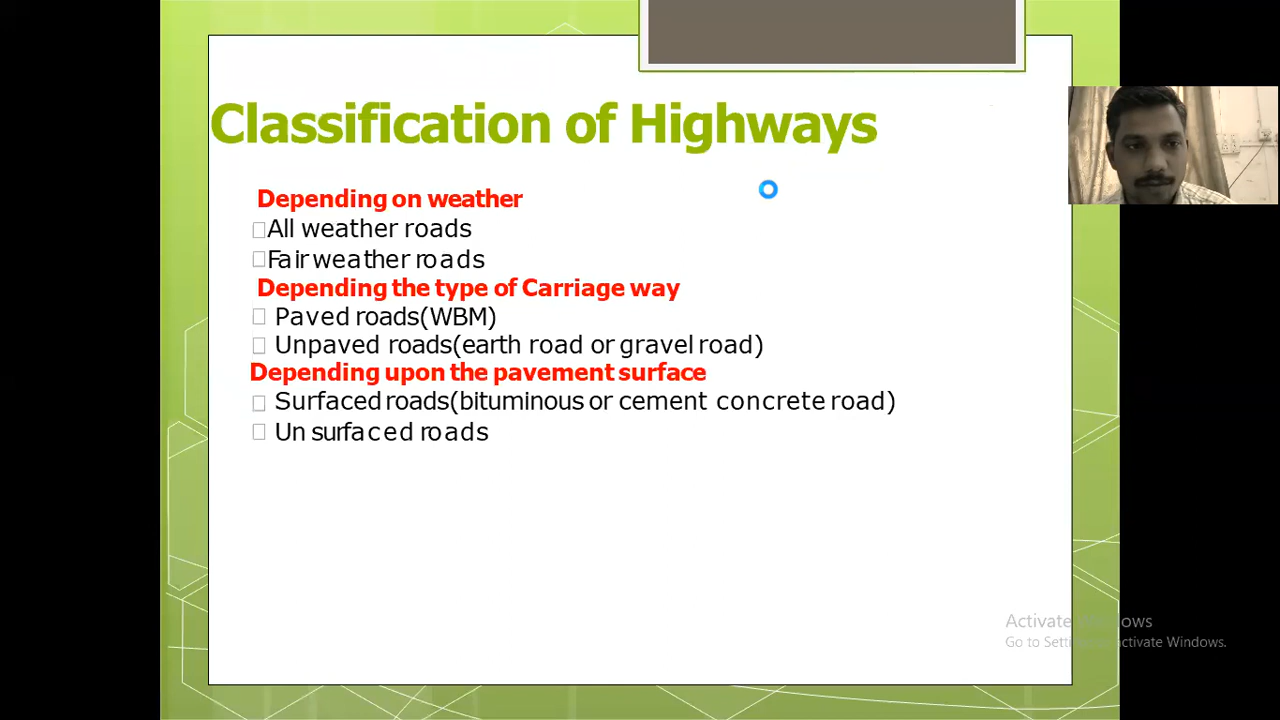 Classification of Highways
Depending on weather
All weather roads
Fair weather roads
Depending the type of Carriage way
Paved roads(WBM)
Unpaved roads(earth road or gravel road)
Depending upon the pavement surface
Surfaced roads(bituminous or cement concrete road)
Un surfaced roads
Activate Windows
Go to Settings to activate Windows.